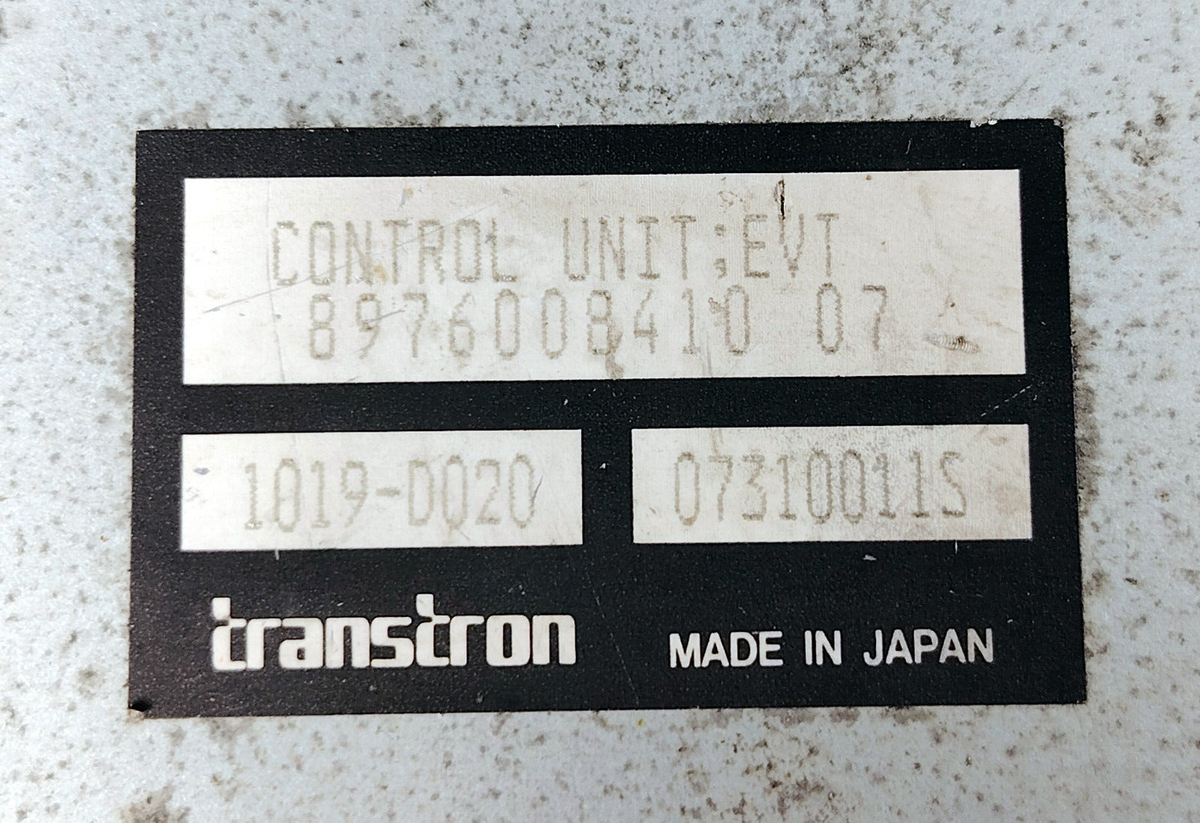 CONTROL UNIT;EVT
8976008410 07
1019-D020
07310011S
transtron
MADE IN JAPAN